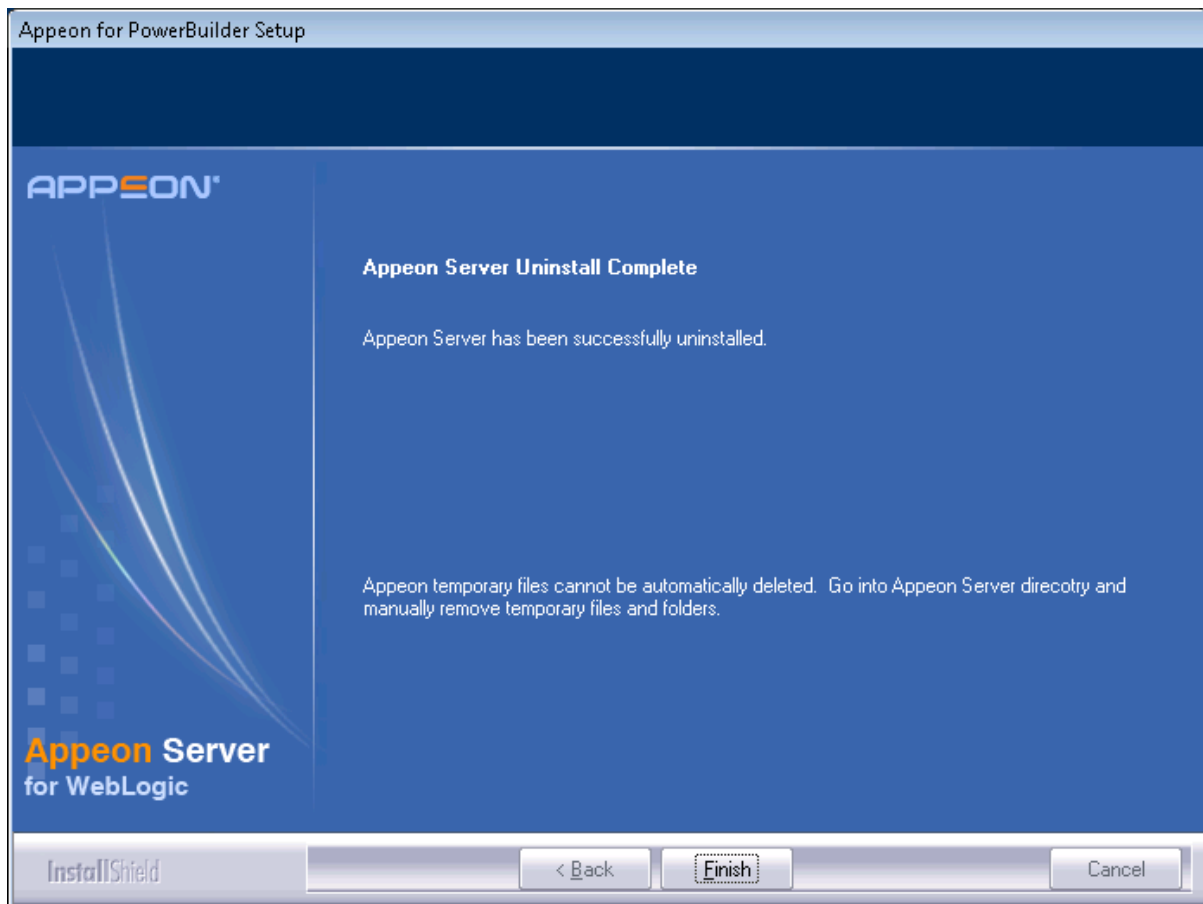 Appeon for PowerBuilder Setup
APPEON®
Appeon Server Uninstall Complete
Appeon Server has been successfully uninstalled.
Appeon temporary files cannot be automatically deleted.  Go into Appeon Server direcotry and
manually remove temporary files and folders.
Appeon Server
for WebLogic
InstallShield
< Back
Finish
Cancel